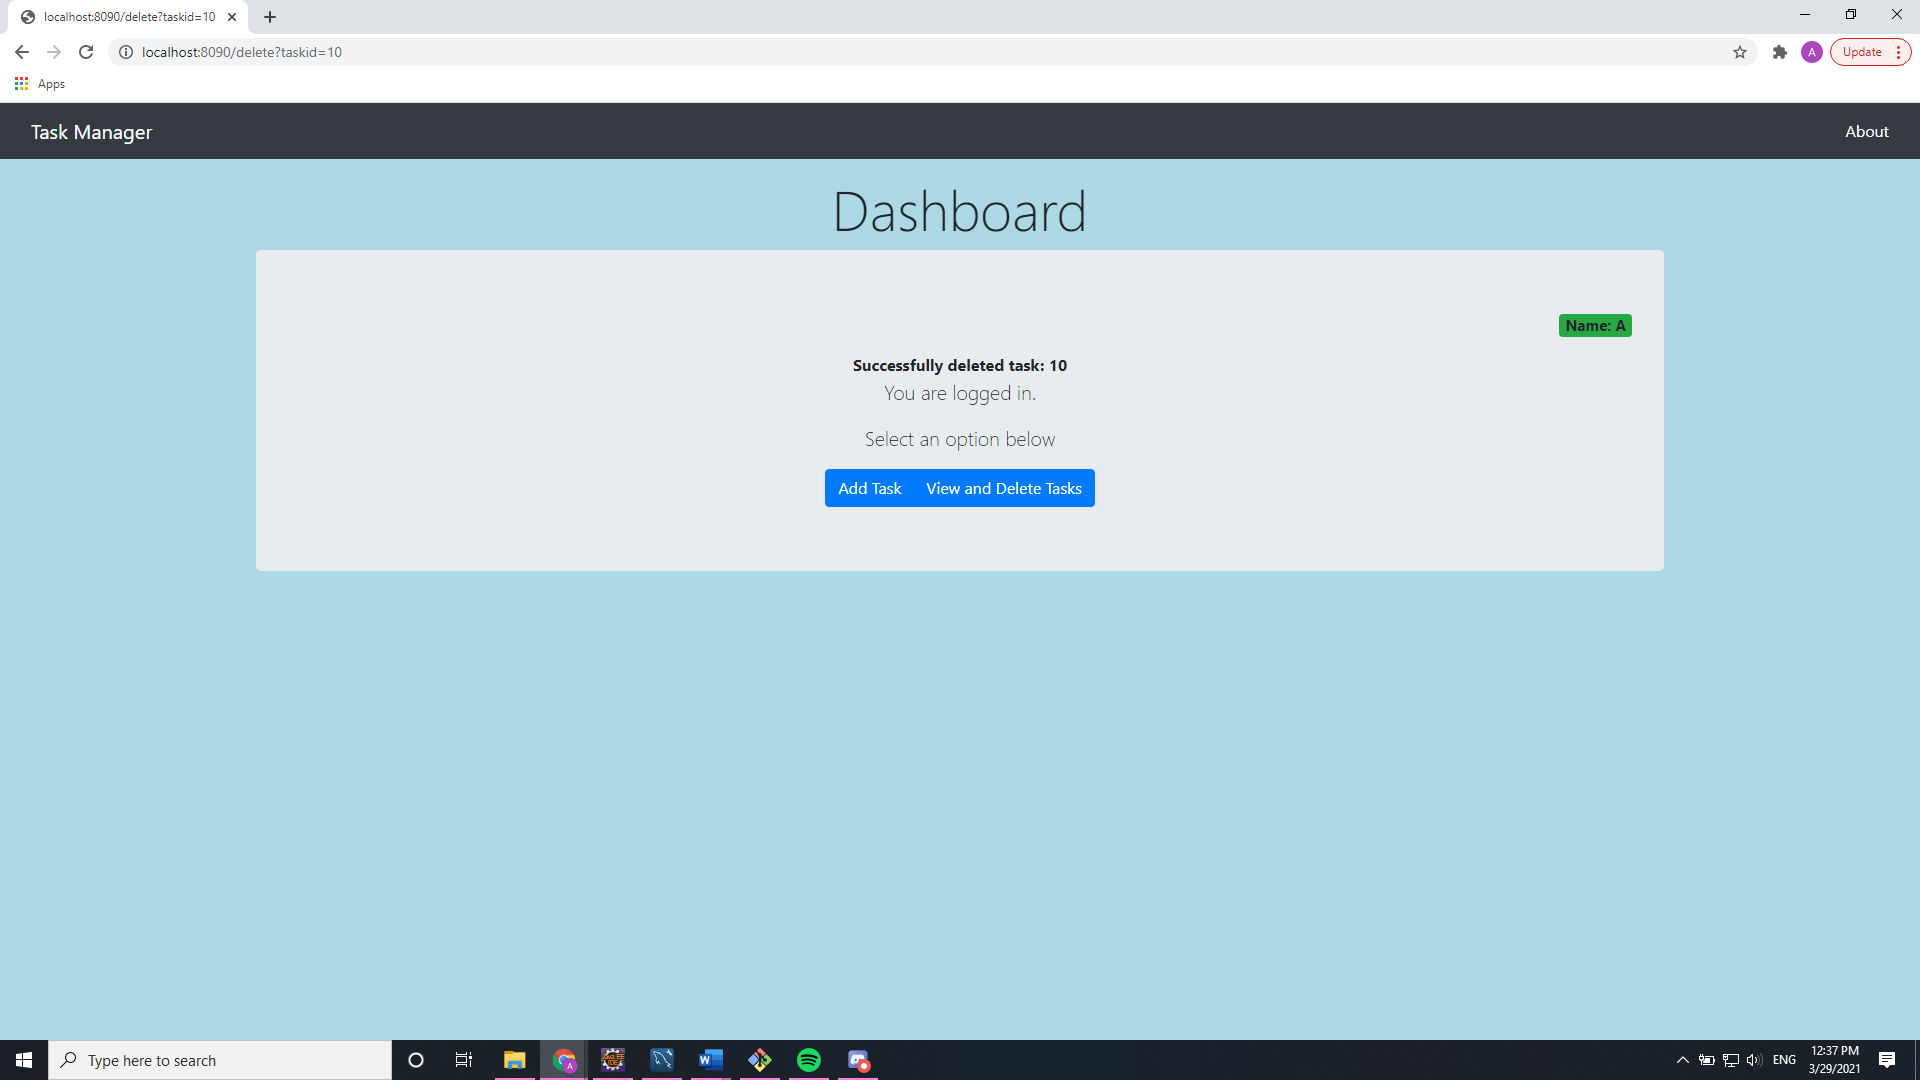 localhost:8090/delete?taskid=10
localhost:8090/delete?taskid=10
A
Update
Apps
Task Manager
About
Dashboard
Name: A
Successfully deleted task: 10
You are logged in.
Select an option below
Add Task
View and Delete Tasks
Type here to search
A
W
ENG
12:37 PM
3/29/2021